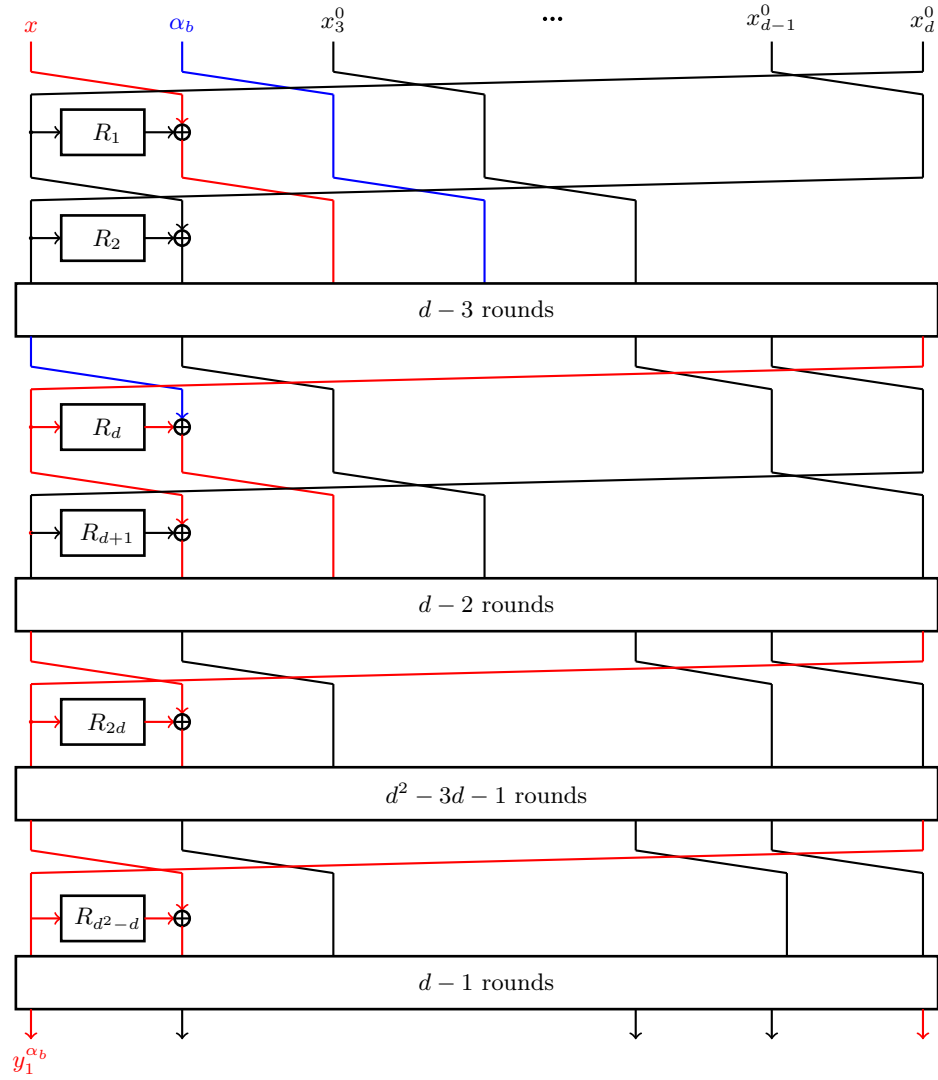 x α_b x_3^0 ... x_{d-1}^0 x_d^0
R_1
R_2
d − 3 rounds
R_d
R_{d+1}
d − 2 rounds
R_{2d}
d^2 − 3d − 1 rounds
R_{d^2−d}
d − 1 rounds
y_1^{α_b}